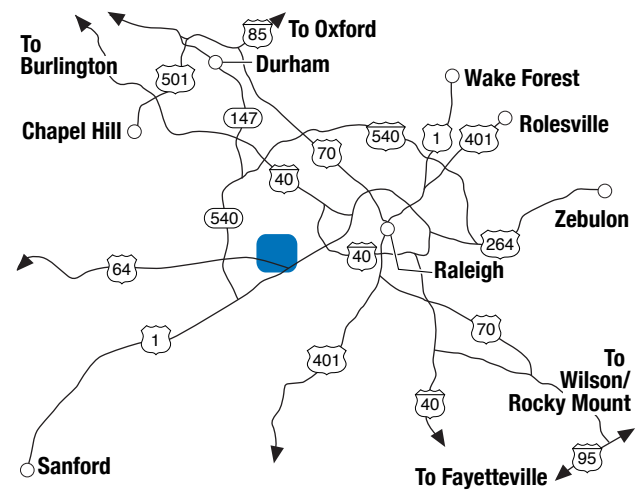 85
To Oxford
To
Burlington
Durham
501
Wake Forest
147
Chapel Hill
540
1
401
Rolesville
70
40
540
Zebulon
264
40
64
Raleigh
1
401
70
To
Wilson/
Rocky Mount
40
95
Sanford
To Fayetteville